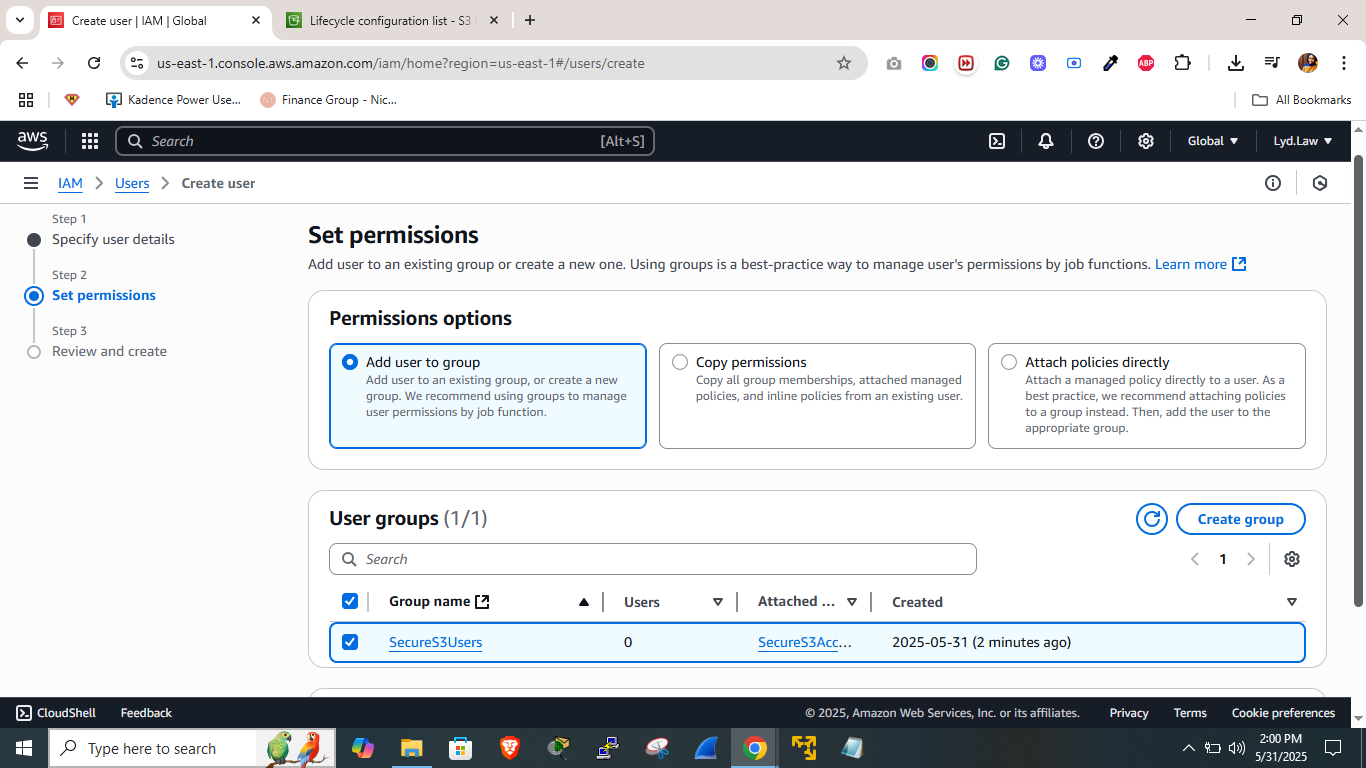 Create user | IAM | Global
Lifecycle configuration list - S3
us-east-1.console.aws.amazon.com/iam/home?region=us-east-1#/users/create
ABP
Kadence Power Use...
Finance Group - Nic...
All Bookmarks
aws
Search
[Alt+S]
Global
Lyd.Law
IAM
Users
Create user
Step 1
Specify user details
Step 2
Set permissions
Step 3
Review and create
Set permissions
Add user to an existing group or create a new one. Using groups is a best-practice way to manage user's permissions by job functions. Learn more
Permissions options
Add user to group
Add user to an existing group, or create a new
group. We recommend using groups to manage
user permissions by job function.
Copy permissions
Copy all group memberships, attached managed
policies, and inline policies from an existing user.
Attach policies directly
Attach a managed policy directly to a user. As a
best practice, we recommend attaching policies
to a group instead. Then, add the user to the
appropriate group.
User groups (1/1)
Create group
Search
1
Group name
Users
Attached ...
Created
SecureS3Users
0
SecureS3Acc...
2025-05-31 (2 minutes ago)
CloudShell
Feedback
© 2025, Amazon Web Services, Inc. or its affiliates.
Privacy
Terms
Cookie preferences
Type here to search
2:00 PM
5/31/2025